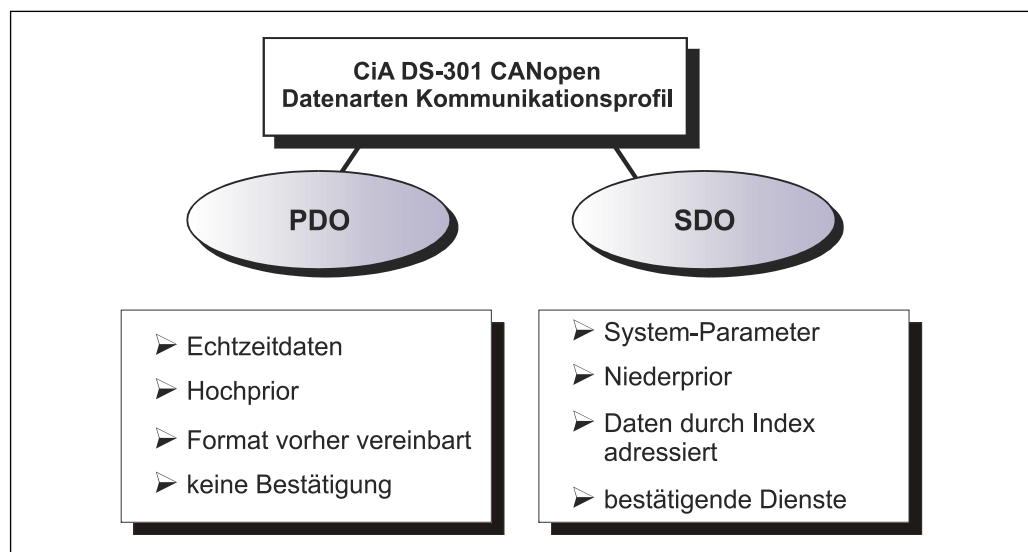 CiA DS-301 CANopen
Datenarten Kommunikationsprofil
PDO
SDO
Echtzeitdaten
Hochprior
Format vorher vereinbart
keine Bestätigung
System-Parameter
Niederprior
Daten durch Index
adressiert
bestätigende Dienste